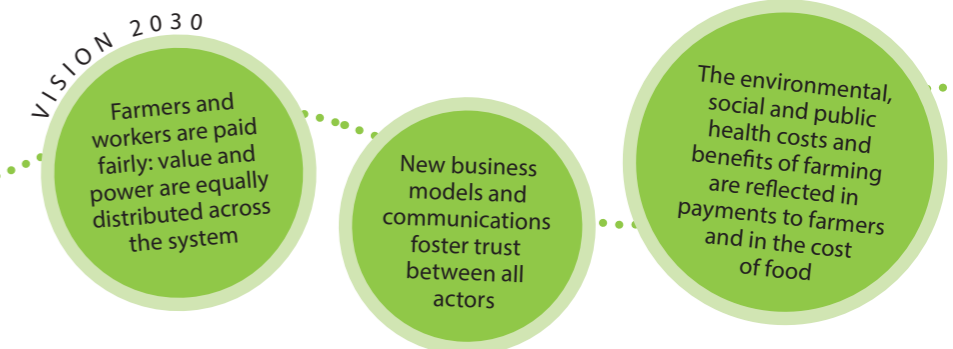 VISION 2030
Farmers and
workers are paid
fairly: value and
power are equally
distributed across
the system
New business
models and
communications
foster trust
between all
actors
The environmental,
social and public
health costs and
benefits of farming
are reflected in
payments to farmers
and in the cost
of food